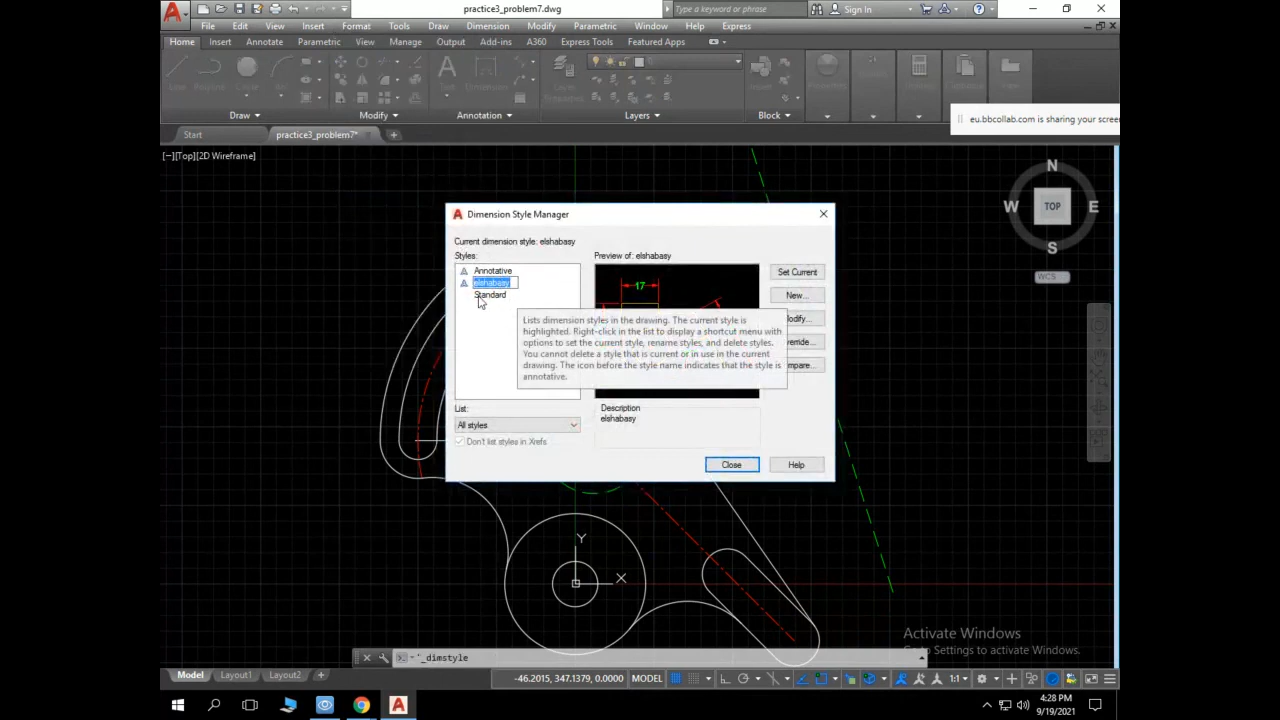 practice3_problem7.dwg
Type a keyword or phrase
Sign In
File Edit View Insert Format Tools Draw Dimension Modify Parametric Window Help Express
Home Insert Annotate Parametric View Manage Output Add-ins A360 Express Tools Featured Apps
Draw Modify Annotation Layers Block
eu.bbcollab.com is sharing your scree
Start practice3_problem7*
[−][Top][2D Wireframe]
N
W TOP E
S
WCS
Dimension Style Manager
Current dimension style: elshabasy
Styles: Preview of: elshabasy
Annotative
elshabasy
Standard
17
Set Current
New...
Lists dimension styles in the drawing. The current style is
highlighted. Right-click in the list to display a shortcut menu with
options to set the current style, rename styles, and delete styles.
You cannot delete a style that is current or in use in the current
drawing. The icon before the style name indicates that the style is
annotative.
odify...
erride...
mpare...
List:
All styles
Don't list styles in Xrefs
Description
elshabasy
Close Help
Y
X
Activate Windows
Go to Settings to activate Windows.
'_dimstyle
Model Layout1 Layout2 +
-46.2015, 347.1379, 0.0000 MODEL 1:1
4:28 PM
9/19/2021